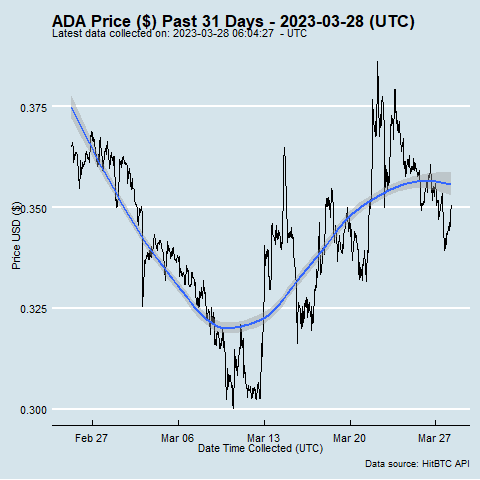 ADA Price ($) Past 31 Days - 2023-03-28 (UTC)
Latest data collected on: 2023-03-28 06:04:27  - UTC
0.375
0.350
0.325
0.300
Price USD ($)
Feb 27
Mar 06
Mar 13
Mar 20
Mar 27
Date Time Collected (UTC)
Data source: HitBTC API